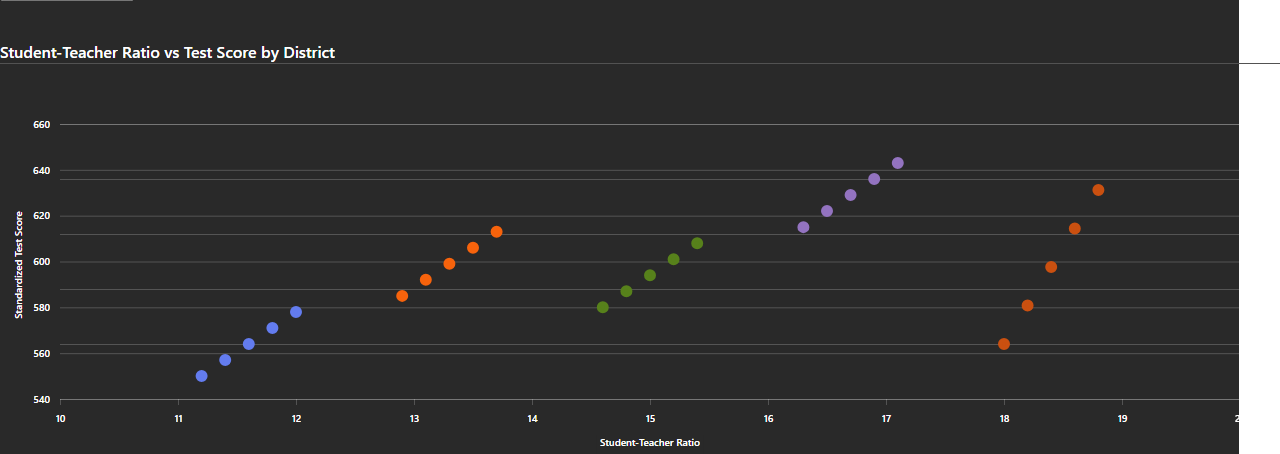 Student-Teacher Ratio vs Test Score by District
660
640
620
600
580
560
540
Standardized Test Score
10 11 12 13 14 15 16 17 18 19 2
Student-Teacher Ratio